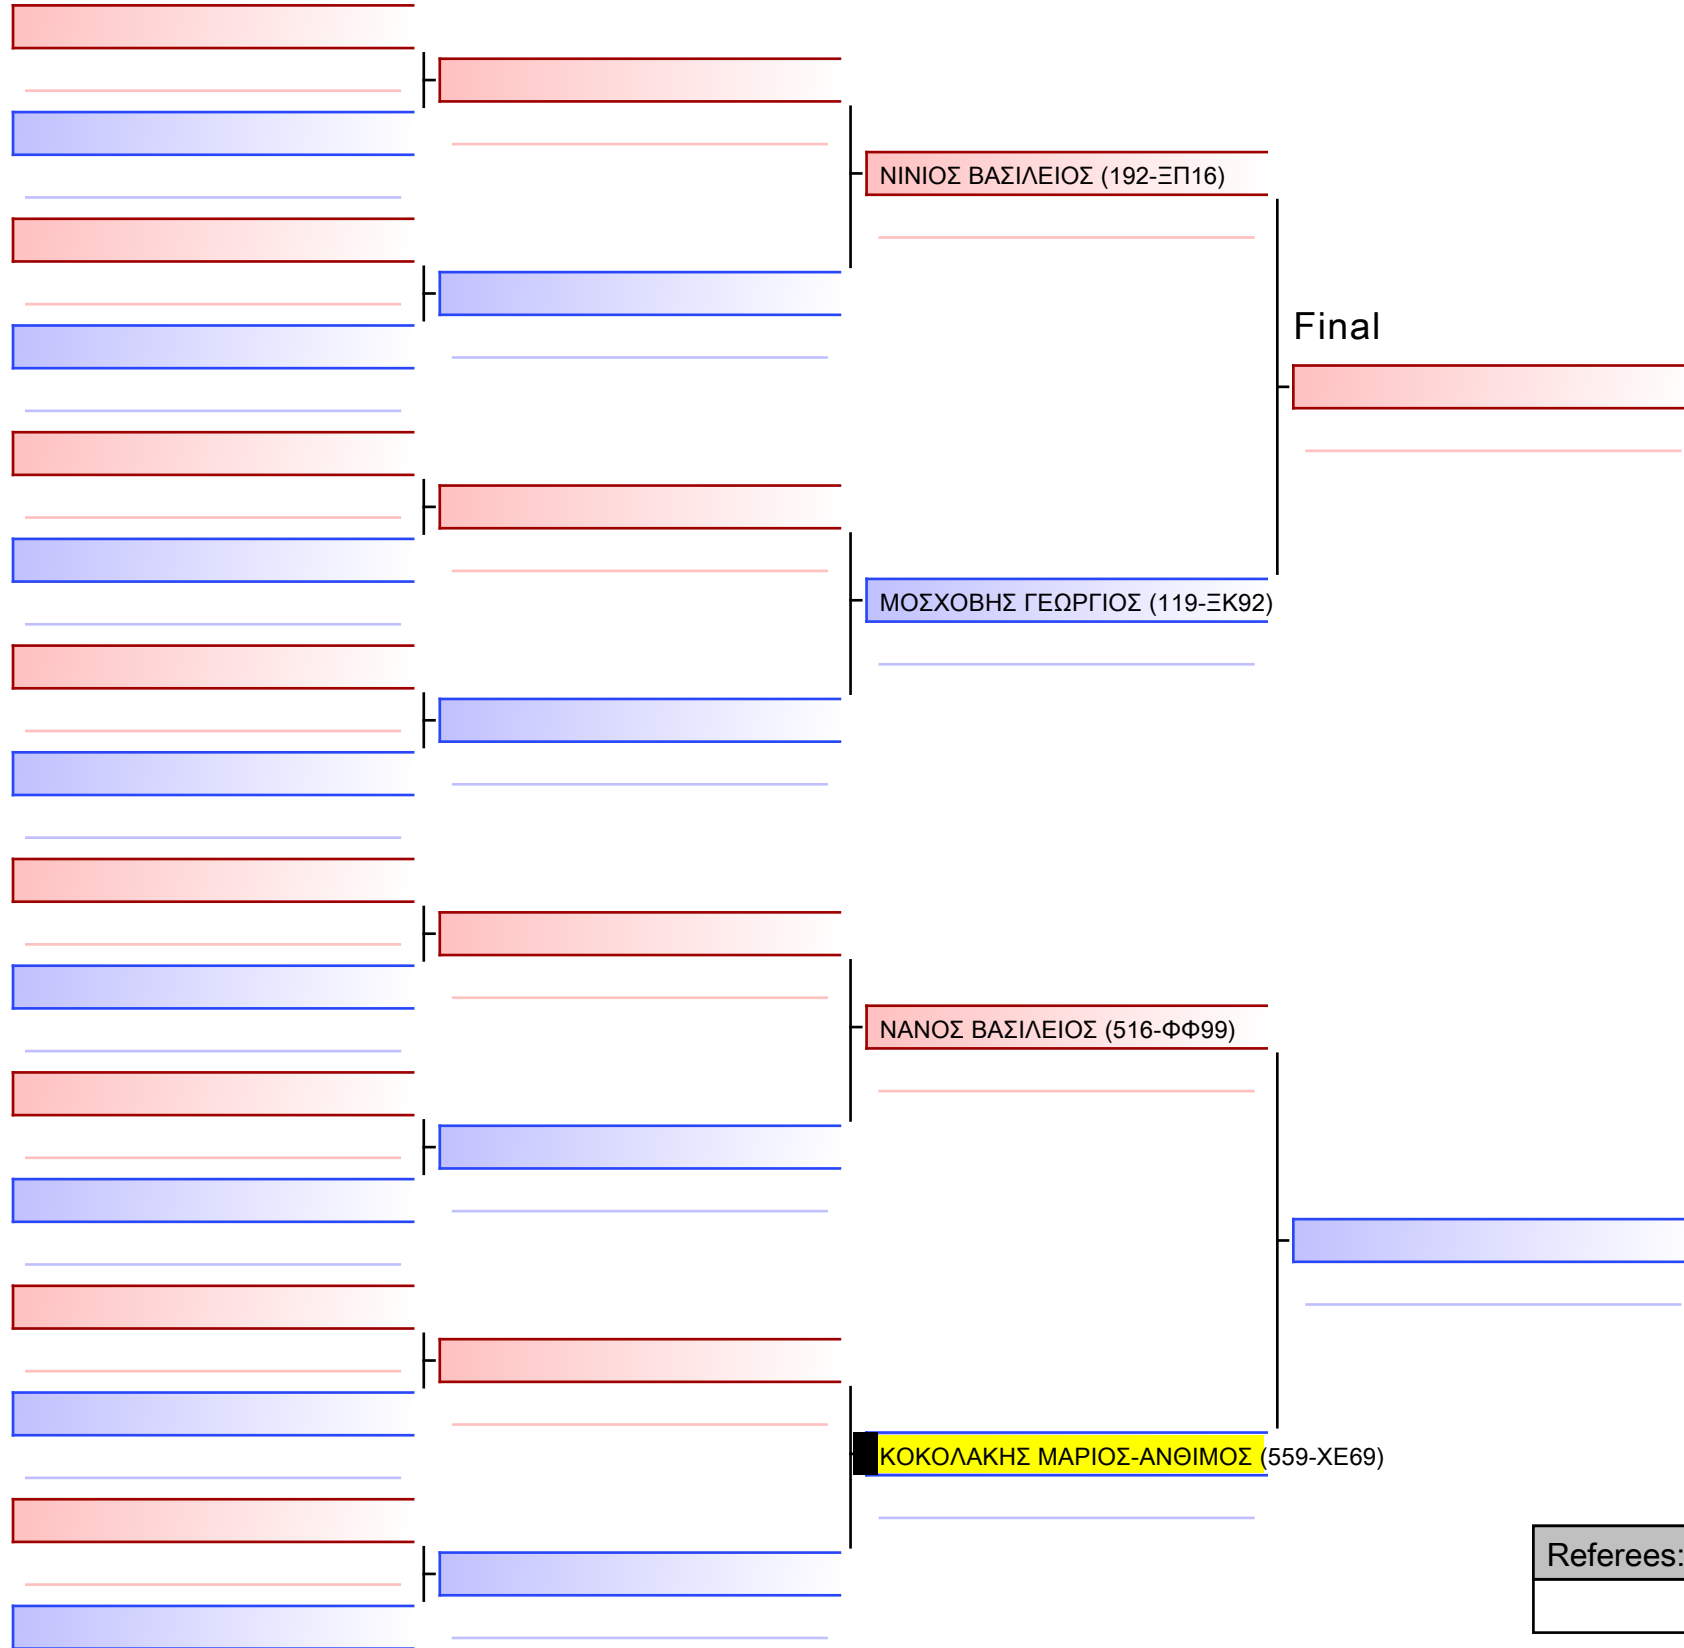 ΝΙΝΙΟΣ ΒΑΣΙΛΕΙΟΣ (192-ΞΠ16)
Final
ΜΟΣΧΟΒΗΣ ΓΕΩΡΓΙΟΣ (119-ΞΚ92)
ΝΑΝΟΣ ΒΑΣΙΛΕΙΟΣ (516-ΦΦ99)
ΚΟΚΟΛΑΚΗΣ ΜΑΡΙΟΣ-ΑΝΘΙΜΟΣ (559-ΧΕ69)
Referees: